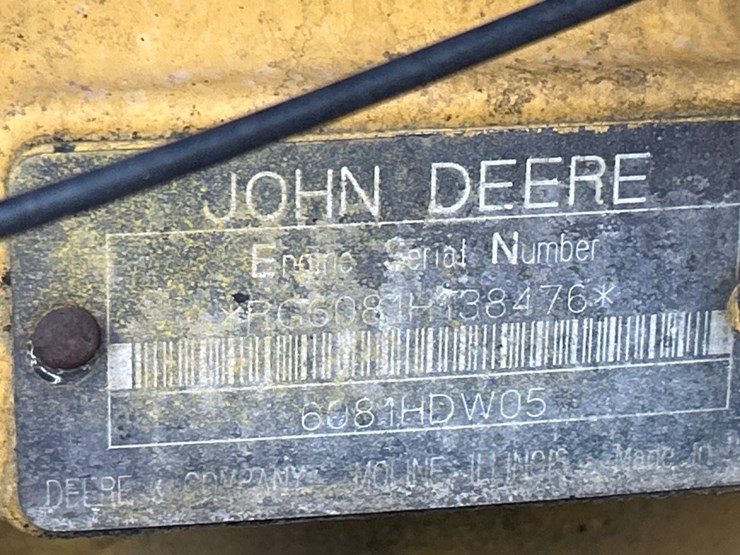 JOHN DEERE
Engine Serial Number
*RG6081H138476*
6081HDW05
DEERE & COMPANY MOLINE ILLINOIS Made in